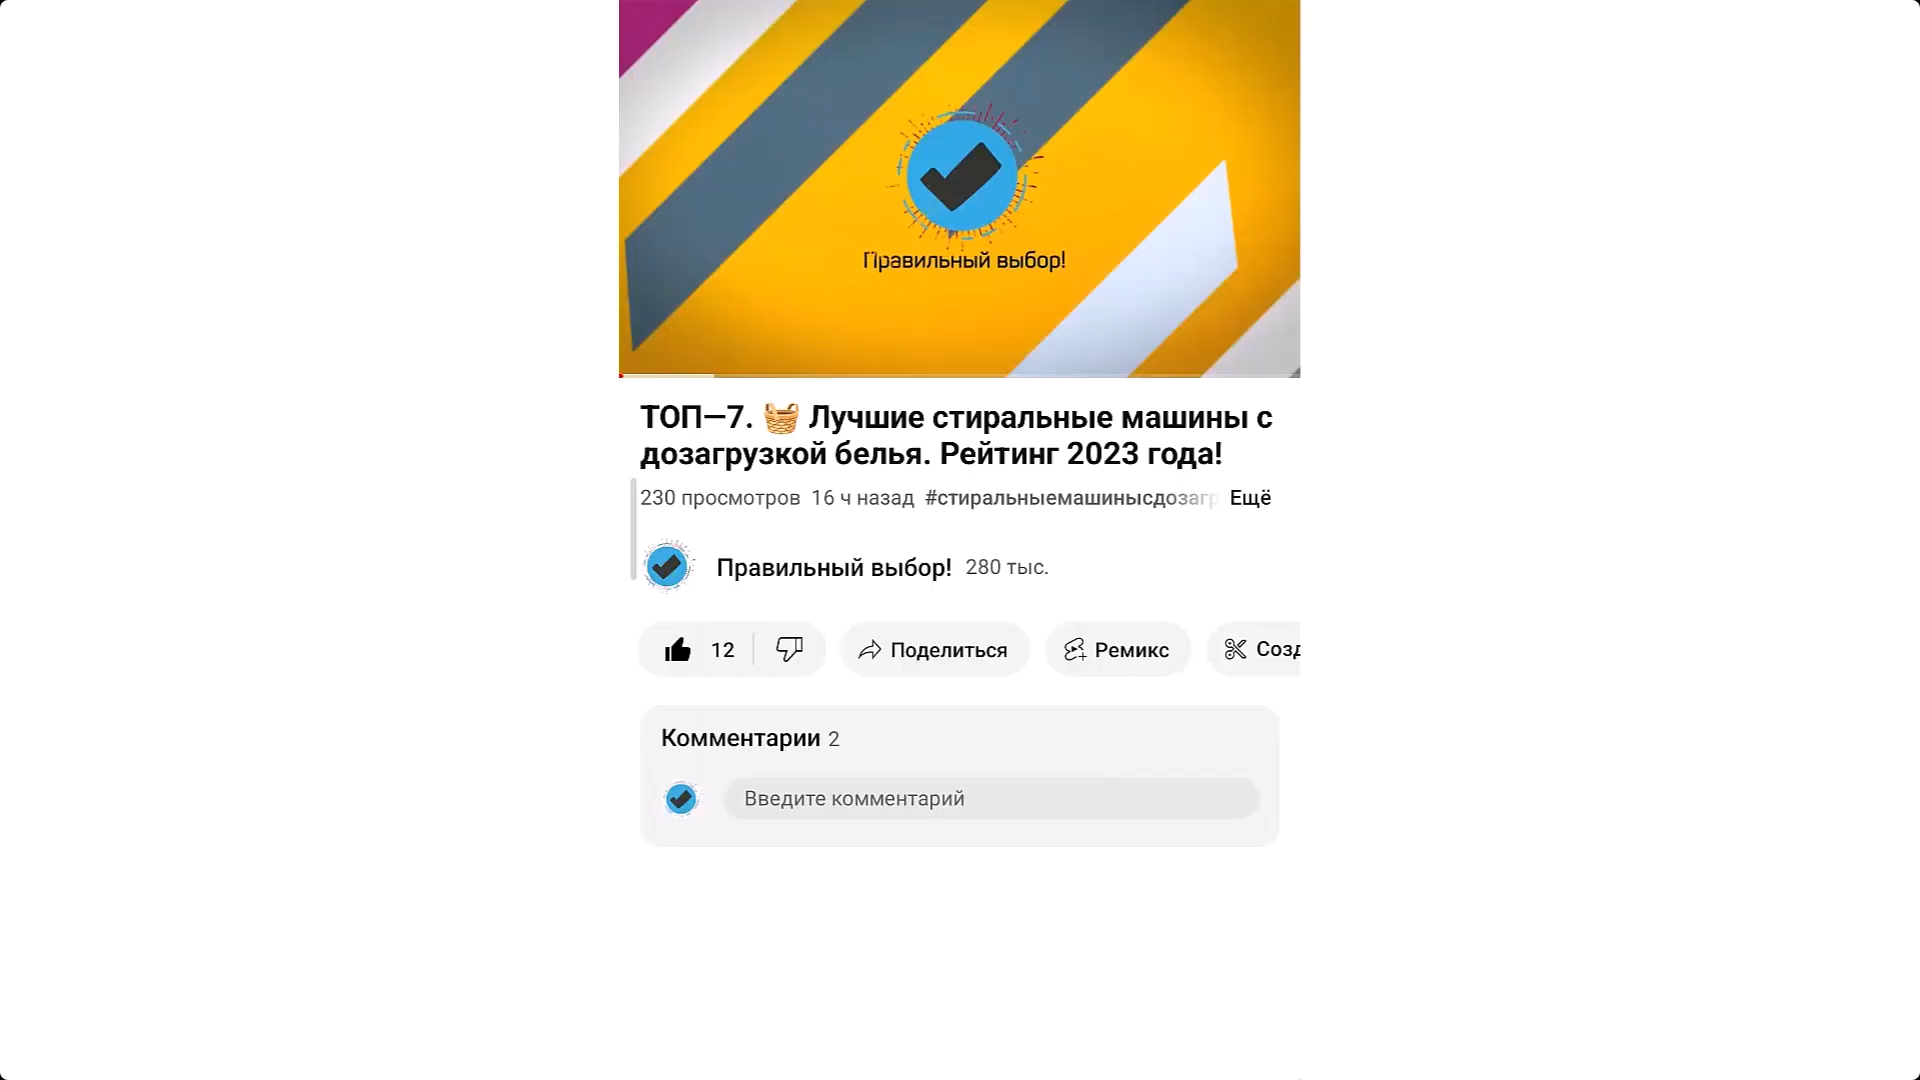 Правильный выбор!
ТОП—7. 🧺 Лучшие стиральные машины с
дозагрузкой белья. Рейтинг 2023 года!
230 просмотров 16 ч назад #стиральныемашинысдозагр Ещё
Правильный выбор! 280 тыс.
12 Поделиться Ремикс Созд
Комментарии 2
Введите комментарий